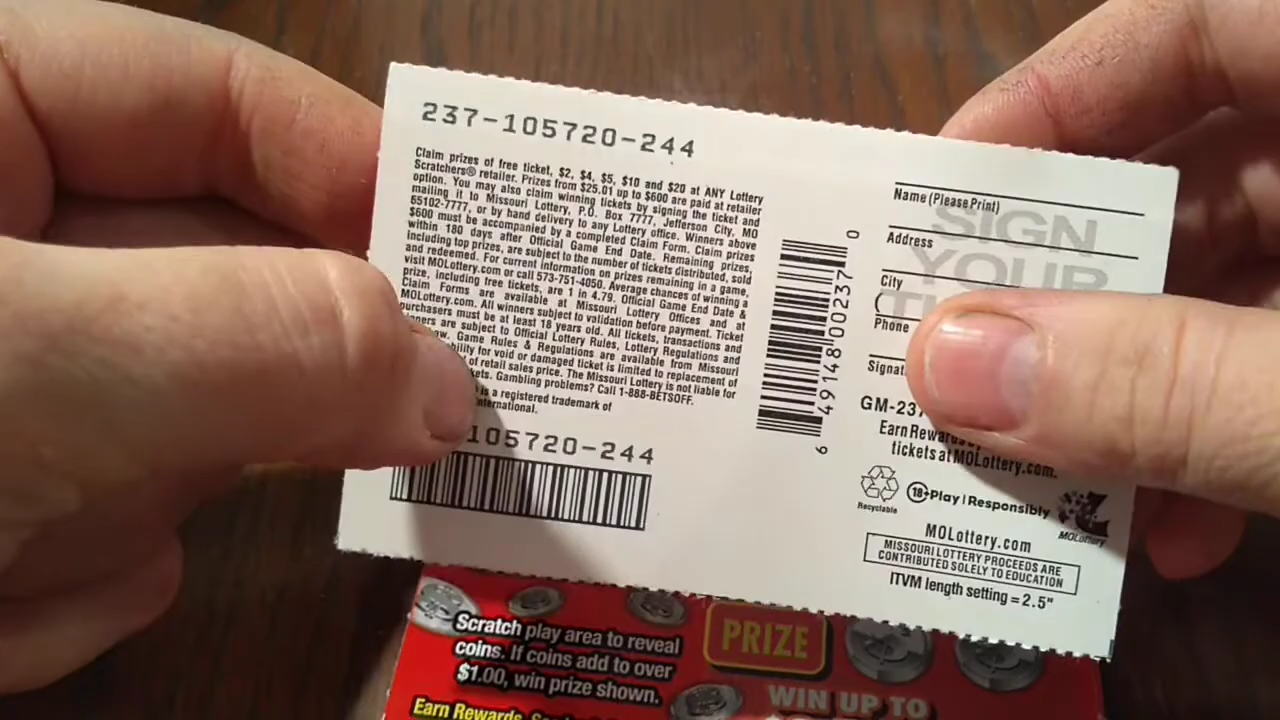 237-105720-244
Claim prizes of free ticket, $2, $4, $5, $10 and $20 at ANY Lottery
Scratchers® retailer. Prizes from $25.01 up to $600 are paid at retailer
option. You may also claim winning tickets by signing the ticket and
mailing it to Missouri Lottery, P.O. Box 7777, Jefferson City, MO
65102-7777, or by hand delivery to any Lottery office. Winners above
$600 must be accompanied by a completed Claim Form. Claim prizes
within 180 days after Official Game End Date. Remaining prizes,
including top prizes, are subject to the number of tickets distributed, sold
and redeemed. For current information on prizes remaining in a game,
visit MOLottery.com or call 573-751-4050. Average chances of winning a
prize, including free tickets, are 1 in 4.79. Official Game End Date &
Claim Forms are available at Missouri Lottery Offices and at
MOLottery.com. All winners subject to validation before payment. Ticket
purchasers must be at least 18 years old. All tickets, transactions and
are subject to Official Lottery Rules, Lottery Regulations and
Game Rules & Regulations are available from Missouri
for void or damaged ticket is limited to replacement of
of retail sales price. The Missouri Lottery is not liable for
Gambling problems? Call 1-888-BETSOFF.
is a registered trademark of
105720-244
6 49148 00237 0
Name (Please Print)
SIGN
Address
YOUR
City
(
Phone
GM-237
Earn Rewards
tickets at MOLottery.com.
Recyclable
18+ Play | Responsibly
MOLottery
MOLottery.com
MISSOURI LOTTERY PROCEEDS ARE
CONTRIBUTED SOLELY TO EDUCATION
ITVM length setting = 2.5"
Scratch play area to reveal
coins. If coins add to over
$1.00, win prize shown.
Earn Rewards.
PRIZE
WIN UP TO